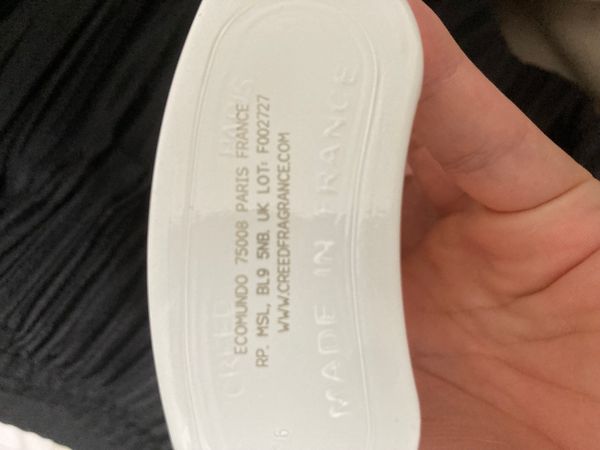 CREED PARIS
ECOMUNDO 75008 PARIS FRANCE
RP. MSL, BL9 5NB. UK LOT: F002727
WWW.CREEDFRAGRANCE.COM
MADE IN FRANCE
6